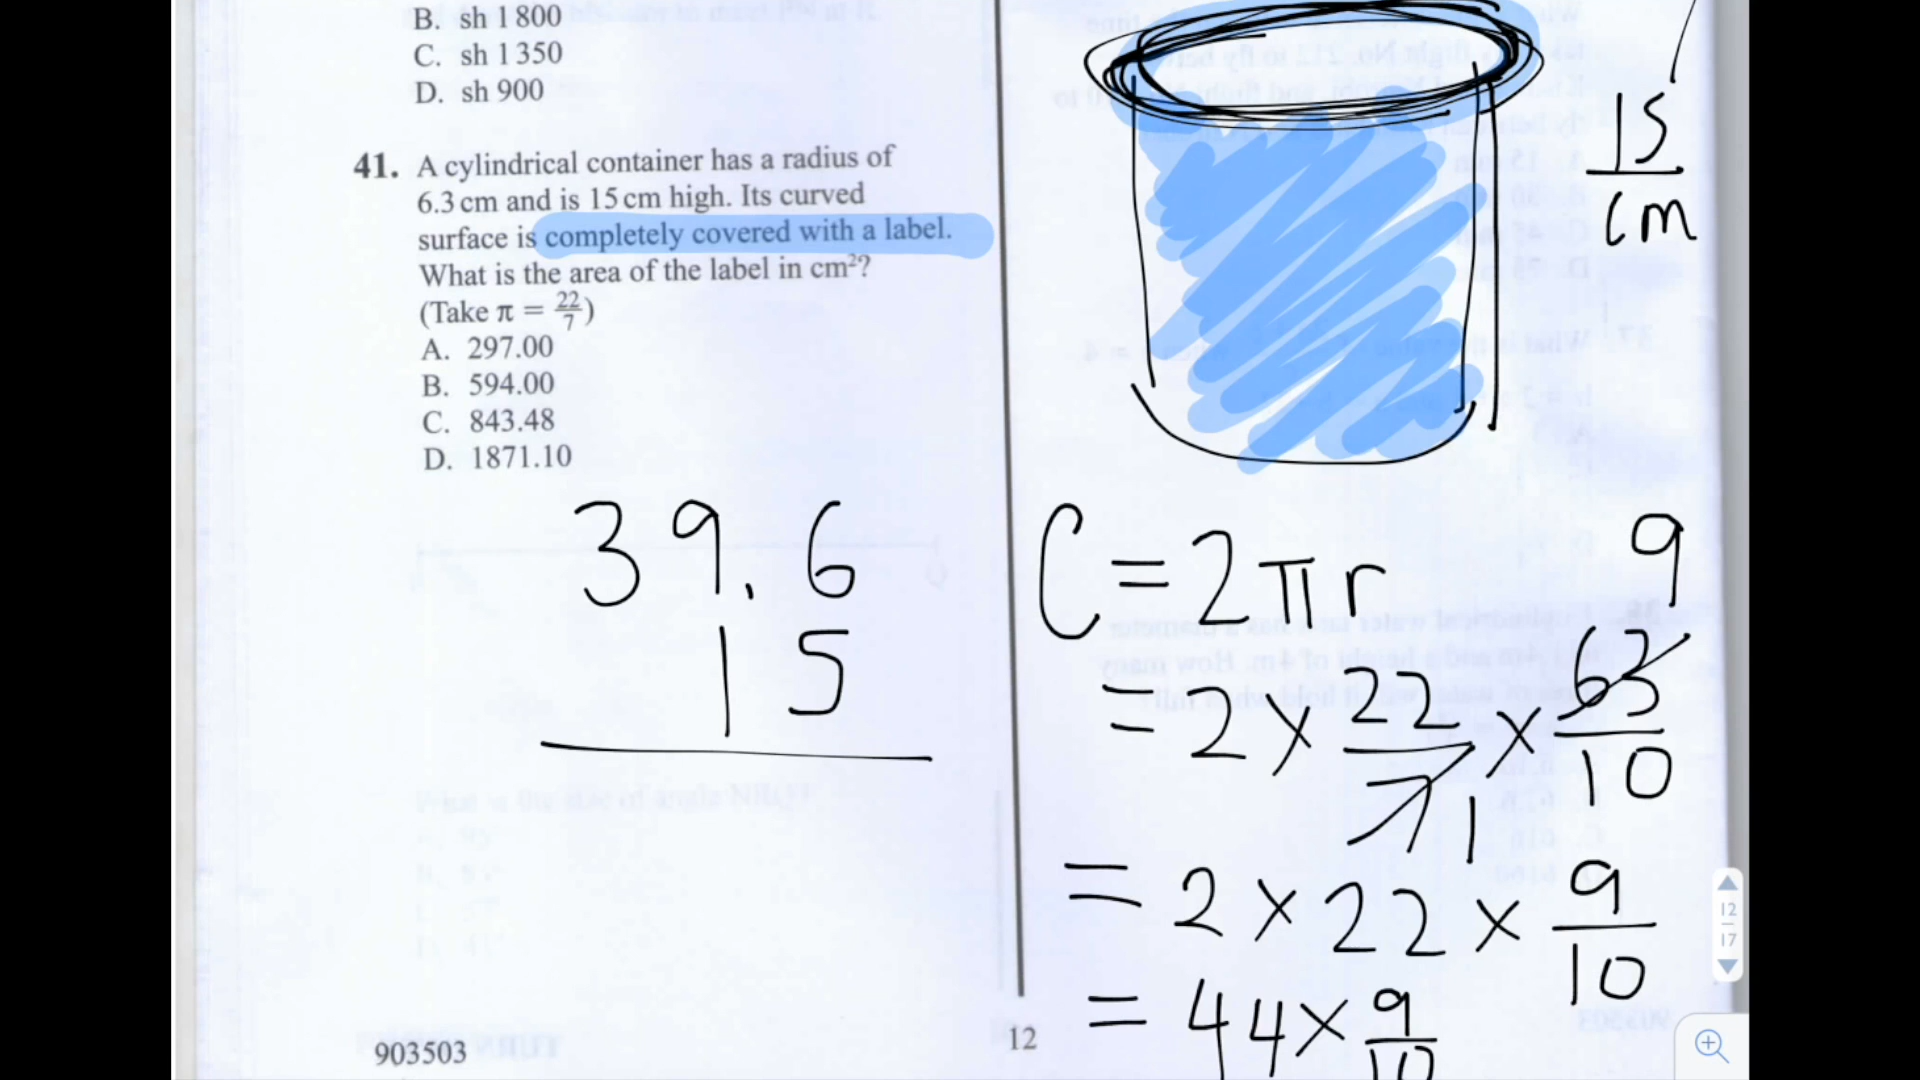 B. sh 1 800
C. sh 1 350
D. sh 900
41. A cylindrical container has a radius of
6.3 cm and is 15 cm high. Its curved
surface is completely covered with a label.
What is the area of the label in cm²?
(Take π = 22/7)
A. 297.00
B. 594.00
C. 843.48
D. 1871.10
39.6
15
903503
12
15
cm
C = 2πr
9
= 2 × 22/7 × 63/10
1
= 2 × 22 × 9/10
= 44 × 9/10
12
17